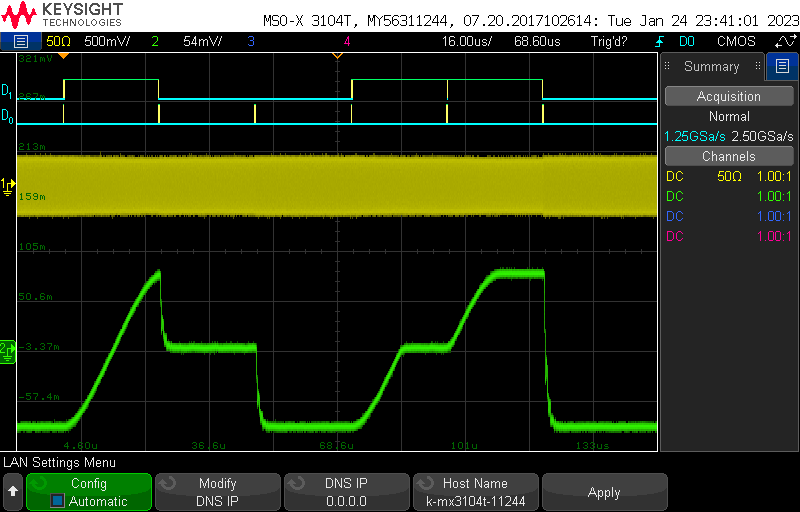 KEYSIGHT
TECHNOLOGIES
MSO-X 3104T, MY56311244, 07.20.2017102614: Tue Jan 24 23:41:01 2023
50Ω 500mV/ 2 54mV/ 3 4 16.00us/ 68.60us Trig'd? D0 CMOS
321mV
D1
267m
D0
213m
1
159m
105m
50.6m
2
-3.37m
-57.4m
4.60u 36.6u 68.6u 101u 133us
Summary
Acquisition
Normal
1.25GSa/s 2.50GSa/s
Channels
DC 50Ω 1.00:1
DC 1.00:1
DC 1.00:1
DC 1.00:1
LAN Settings Menu
Config
Automatic
Modify
DNS IP
DNS IP
0.0.0.0
Host Name
k-mx3104t-11244
Apply